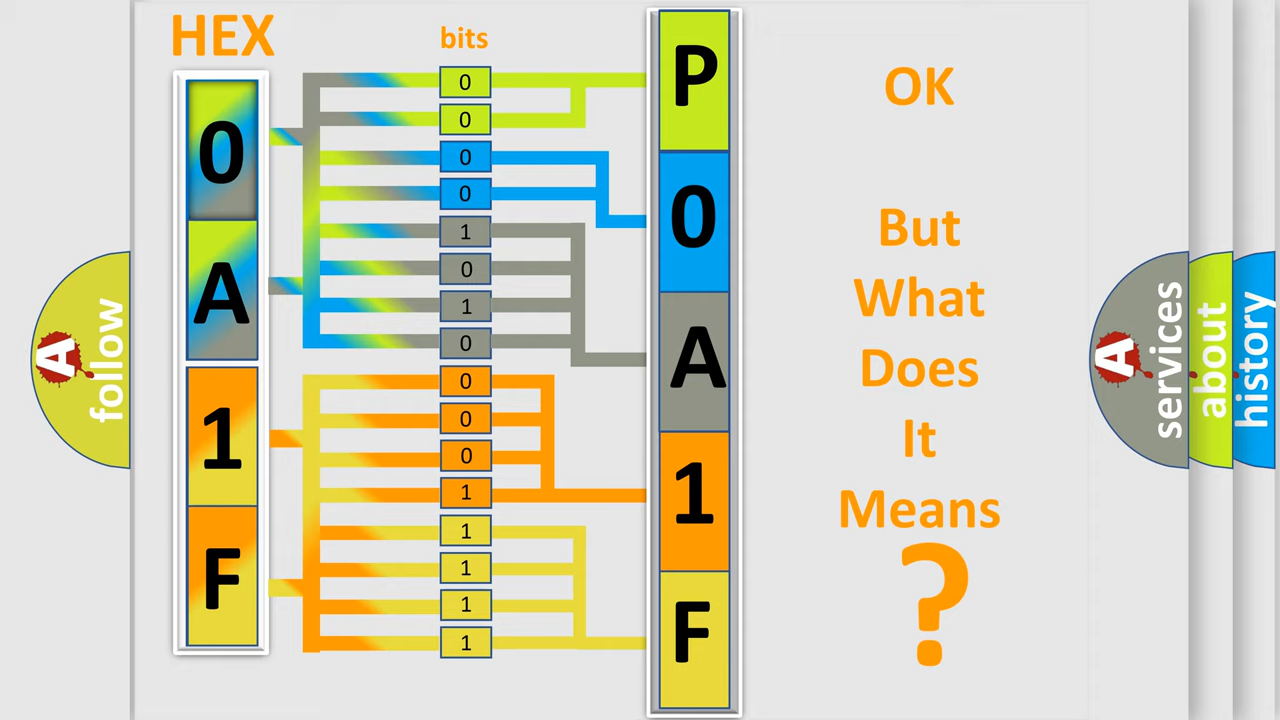 HEX
bits
0
A
1
F
0
0
0
0
1
0
1
0
0
0
0
1
1
1
1
1
P
0
A
1
F
OK
But
What
Does
It
Means
?
A follow
A services
about
history